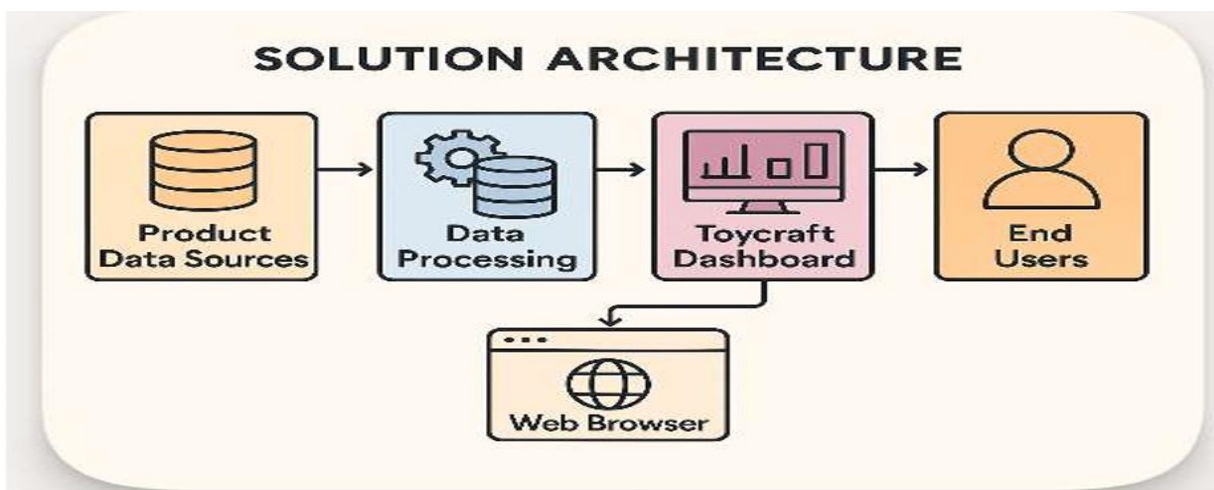 SOLUTION ARCHITECTURE
Product
Data Sources
Data
Processing
Toycraft
Dashboard
End
Users
Web Browser